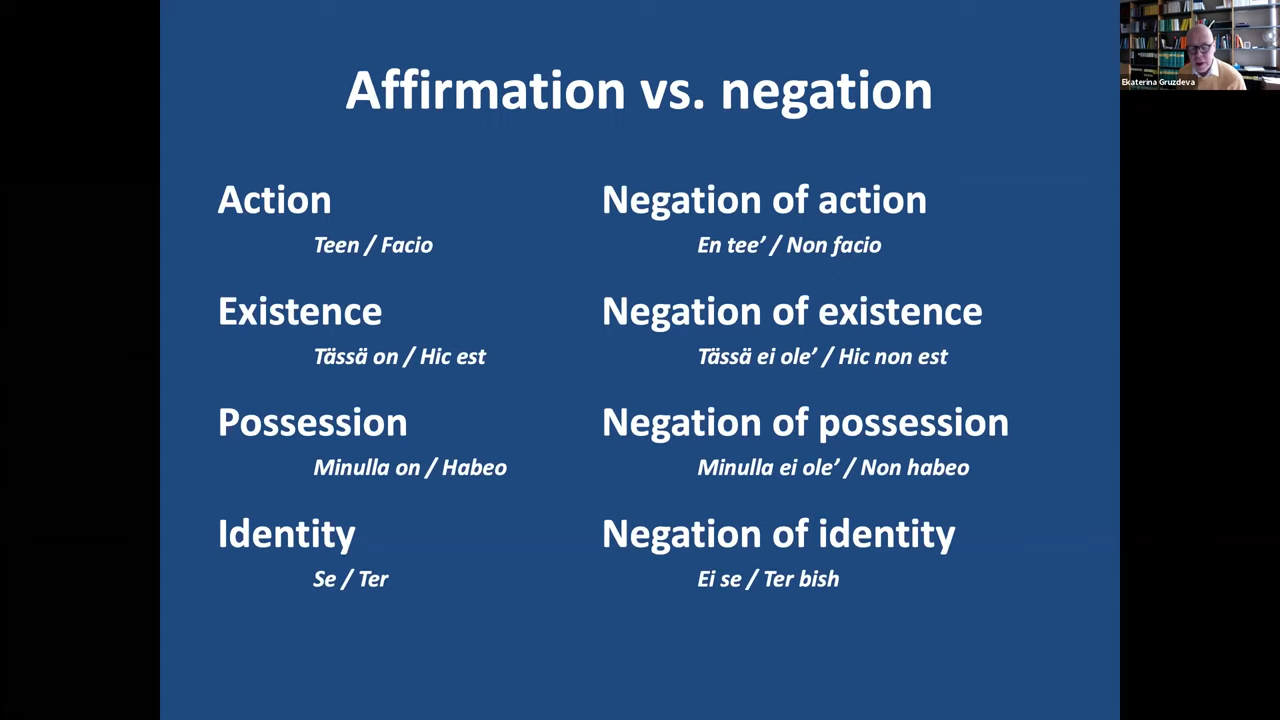 Affirmation vs. negation
Action
Teen / Facio
Existence
Tässä on / Hic est
Possession
Minulla on / Habeo
Identity
Se / Ter
Negation of action
En tee’ / Non facio
Negation of existence
Tässä ei ole’ / Hic non est
Negation of possession
Minulla ei ole’ / Non habeo
Negation of identity
Ei se / Ter bish
Ekaterina Gruzdeva